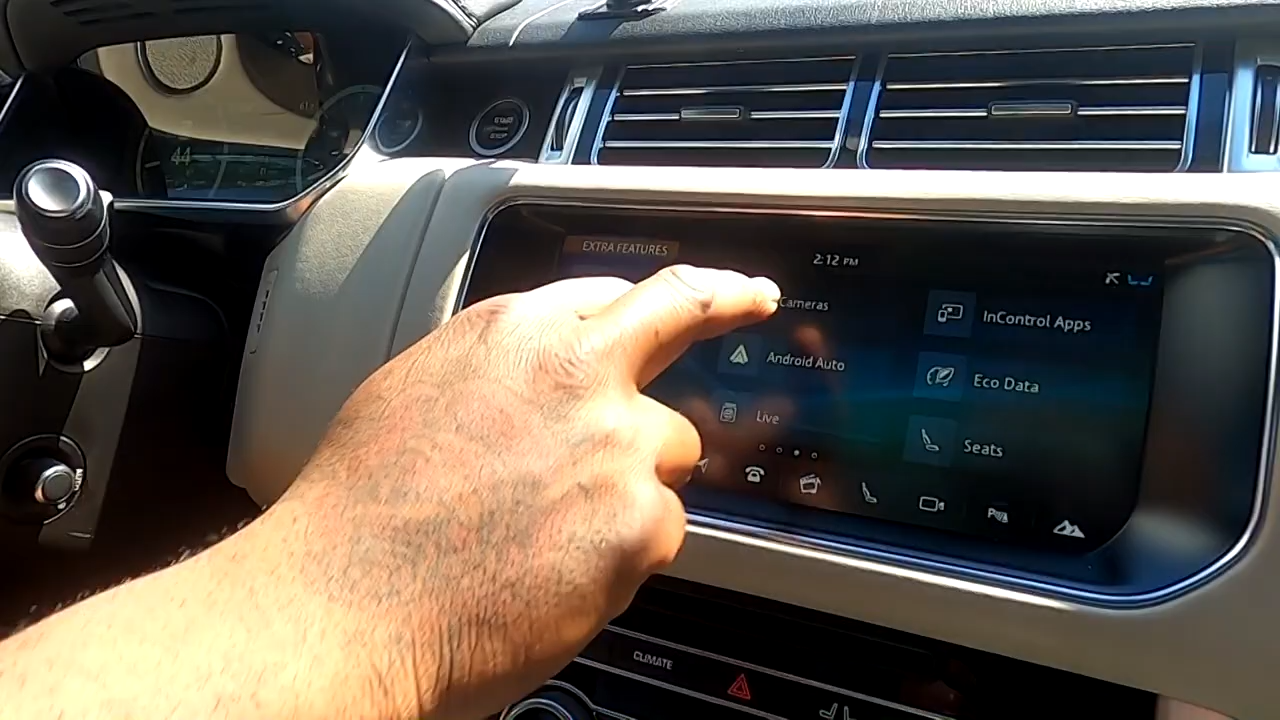 START
STOP
44
EXTRA FEATURES
2:12 PM
Cameras
InControl Apps
Android Auto
Eco Data
Live
Seats
CLIMATE